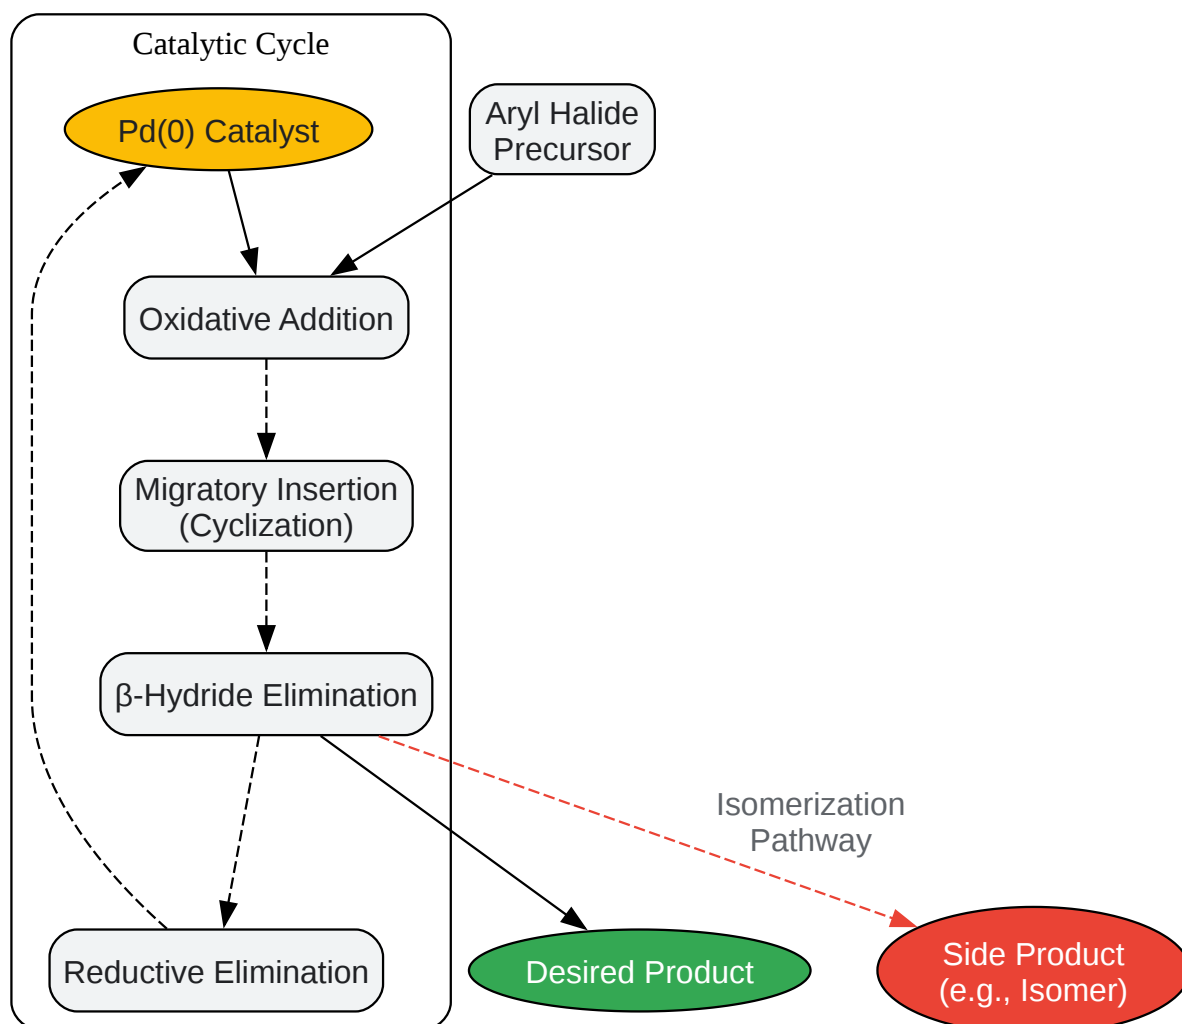 Catalytic Cycle
Pd(0) Catalyst
Aryl Halide
Precursor
Oxidative Addition
Migratory Insertion
(Cyclization)
β-Hydride Elimination
Isomerization
Pathway
Reductive Elimination
Desired Product
Side Product
(e.g., Isomer)